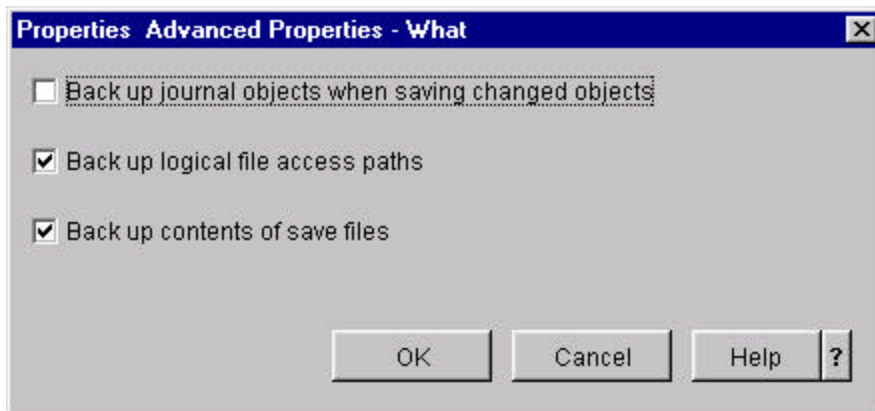 Properties Advanced Properties - What
Back up journal objects when saving changed objects
Back up logical file access paths
Back up contents of save files
OK Cancel Help ?